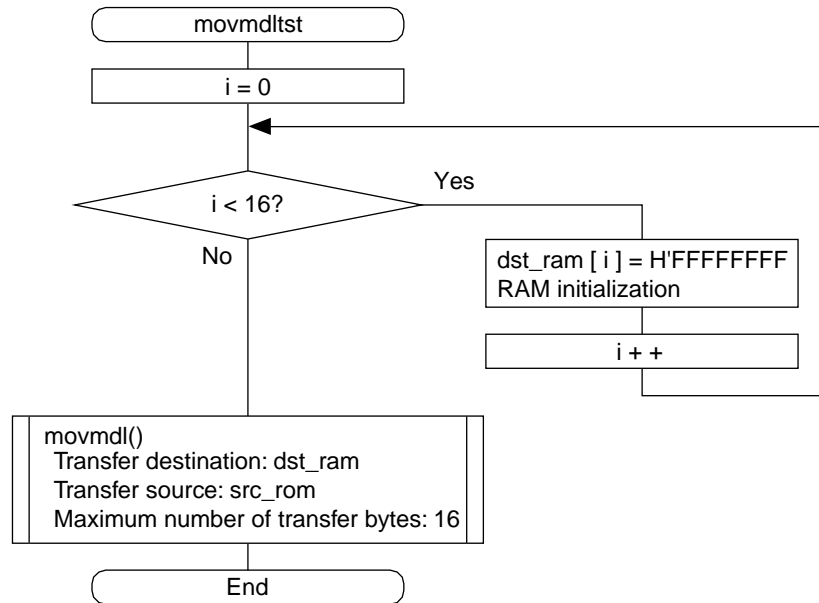 movmdltst
i = 0
i < 16?
Yes
No
dst_ram [ i ] = H'FFFFFFFF
RAM initialization
i + +
movmdl()
Transfer destination: dst_ram
Transfer source: src_rom
Maximum number of transfer bytes: 16
End